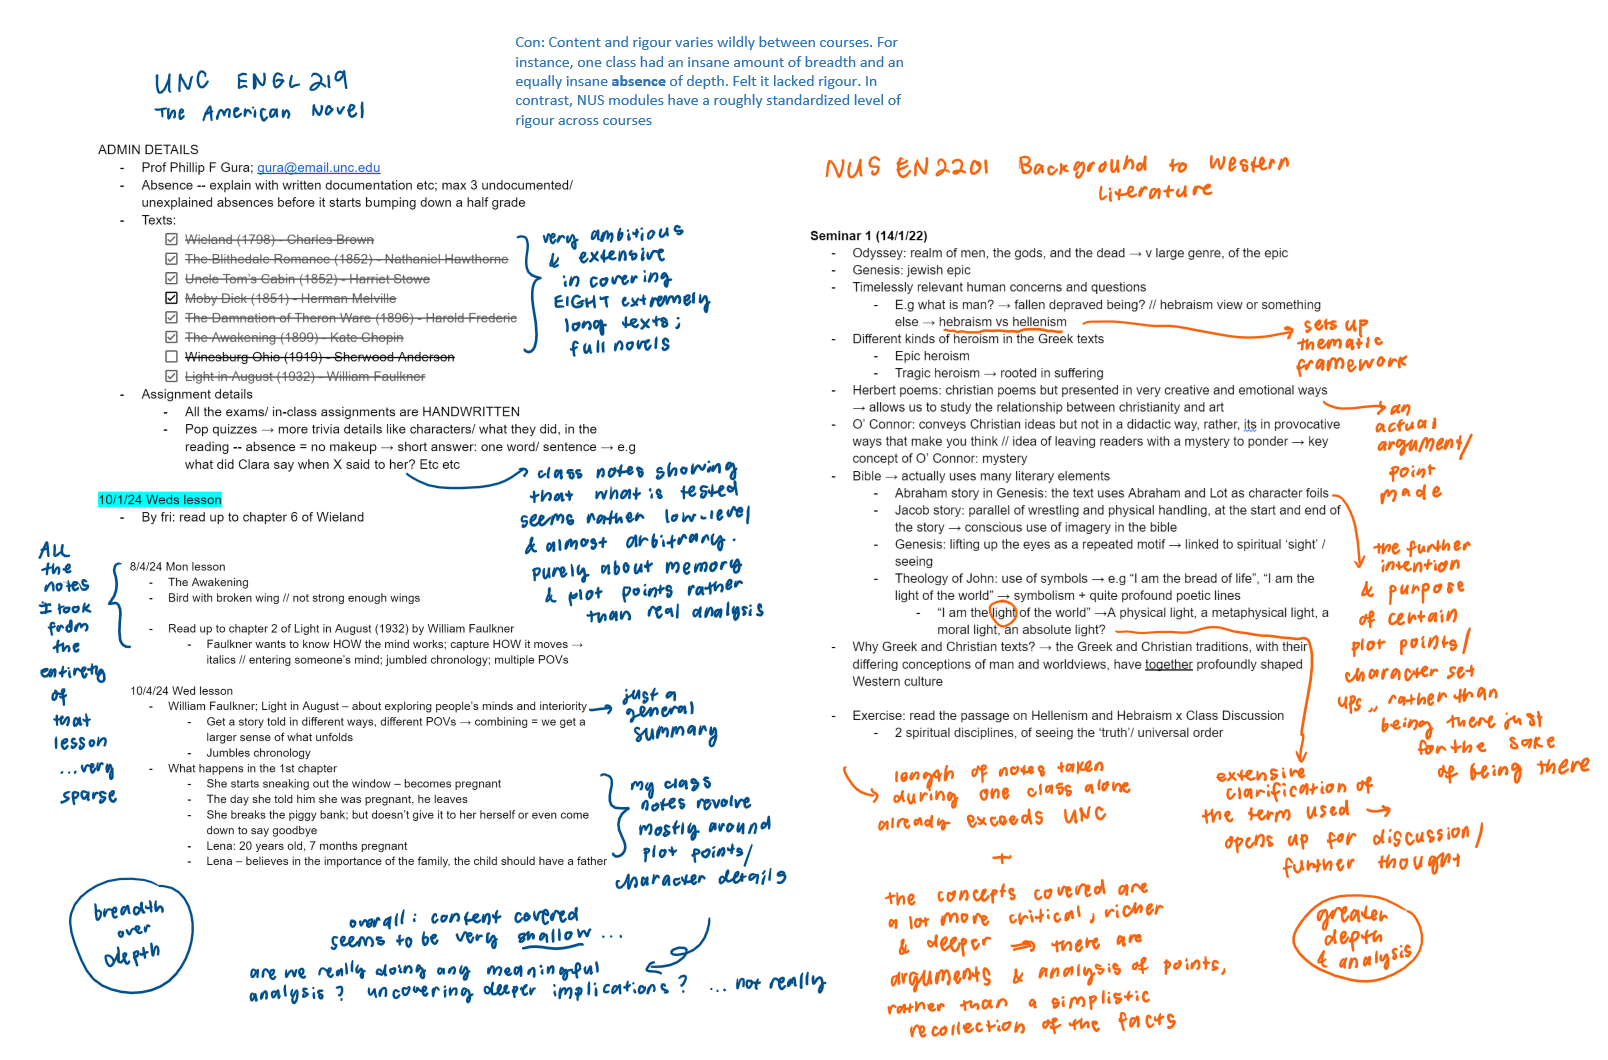 Con: Content and rigour varies wildly between courses. For
instance, one class had an insane amount of breadth and an
equally insane absence of depth. Felt it lacked rigour. In
contrast, NUS modules have a roughly standardized level of
rigour across courses
UNC ENGL 219
The American Novel
ADMIN DETAILS
- Prof Phillip F Gura; gura@email.unc.edu
- Absence -- explain with written documentation etc; max 3 undocumented/
unexplained absences before it starts bumping down a half grade
- Texts:
Wieland (1798) - Charles Brown
The Blithedale Romance (1852) - Nathaniel Hawthorne
Uncle Tom's Cabin (1852) - Harriet Stowe
Moby Dick (1851) - Herman Melville
The Damnation of Theron Ware (1896) - Harold Frederic
The Awakening (1899) - Kate Chopin
Winesburg Ohio (1919) - Sherwood Anderson
Light in August (1932) - William Faulkner
very ambitious
& extensive
in covering
EIGHT extremely
long texts;
full novels
- Assignment details
- All the exams/ in-class assignments are HANDWRITTEN
- Pop quizzes → more trivia details like characters/ what they did, in the
reading -- absence = no makeup → short answer: one word/ sentence → e.g
what did Clara say when X said to her? Etc etc
class notes showing
that what is tested
seems rather low-level
& almost arbitrary.
purely about memory
& plot points rather
than real analysis
10/1/24 Weds lesson
- By fri: read up to chapter 6 of Wieland
All
the
notes
I took
from
the
entirety
of
that
lesson
...very
sparse
8/4/24 Mon lesson
- The Awakening
- Bird with broken wing // not strong enough wings
- Read up to chapter 2 of Light in August (1932) by William Faulkner
- Faulkner wants to know HOW the mind works; capture HOW it moves →
italics // entering someone's mind; jumbled chronology; multiple POVs
10/4/24 Wed lesson
- William Faulkner; Light in August – about exploring people's minds and interiority
- Get a story told in different ways, different POVs → combining = we get a
larger sense of what unfolds
- Jumbles chronology
just a
general
summary
- What happens in the 1st chapter
- She starts sneaking out the window – becomes pregnant
- The day she told him she was pregnant, he leaves
- She breaks the piggy bank; but doesn't give it to her herself or even come
down to say goodbye
- Lena: 20 years old, 7 months pregnant
- Lena – believes in the importance of the family, the child should have a father
my class
notes revolve
mostly around
plot points/
character details
breadth
over
depth
overall: content covered
seems to be very shallow ...
are we really doing any meaningful
analysis? uncovering deeper implications? ... not really
NUS EN2201 Background to Western
Literature
Seminar 1 (14/1/22)
- Odyssey: realm of men, the gods, and the dead → v large genre, of the epic
- Genesis: jewish epic
- Timelessly relevant human concerns and questions
- E.g what is man? → fallen depraved being? // hebraism view or something
else → hebraism vs hellenism
sets up
thematic
framework
- Different kinds of heroism in the Greek texts
- Epic heroism
- Tragic heroism → rooted in suffering
- Herbert poems: christian poems but presented in very creative and emotional ways
→ allows us to study the relationship between christianity and art
an
actual
argument/
point
made
- O' Connor: conveys Christian ideas but not in a didactic way, rather, its in provocative
ways that make you think // idea of leaving readers with a mystery to ponder → key
concept of O' Connor: mystery
- Bible → actually uses many literary elements
- Abraham story in Genesis: the text uses Abraham and Lot as character foils
- Jacob story: parallel of wrestling and physical handling, at the start and end of
the story → conscious use of imagery in the bible
- Genesis: lifting up the eyes as a repeated motif → linked to spiritual 'sight' /
seeing
- Theology of John: use of symbols → e.g "I am the bread of life", "I am the
light of the world" → symbolism + quite profound poetic lines
- "I am the light of the world" →A physical light, a metaphysical light, a
moral light, an absolute light?
the further
intention
& purpose
of certain
plot points/
character set
ups,, rather than
being there just
for the sake
of being there
- Why Greek and Christian texts? → the Greek and Christian traditions, with their
differing conceptions of man and worldviews, have together profoundly shaped
Western culture
- Exercise: read the passage on Hellenism and Hebraism x Class Discussion
- 2 spiritual disciplines, of seeing the 'truth'/ universal order
length of notes taken
during one class alone
already exceeds UNC
+
the concepts covered are
a lot more critical, richer
& deeper ⇒ there are
arguments & analysis of points,
rather than a simplistic
recollection of the facts
extensive
clarification of
the term used →
opens up for discussion/
further thought
greater
depth
& analysis